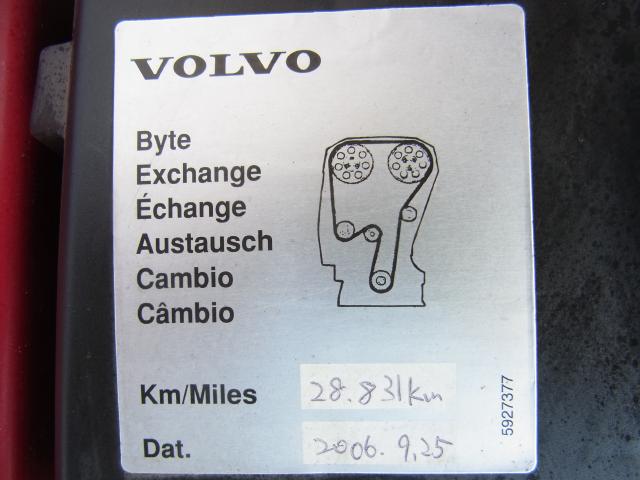 VOLVO
Byte
Exchange
Échange
Austausch
Cambio
Câmbio
Km/Miles 28.831km
Dat. 2006.9,25
5927377